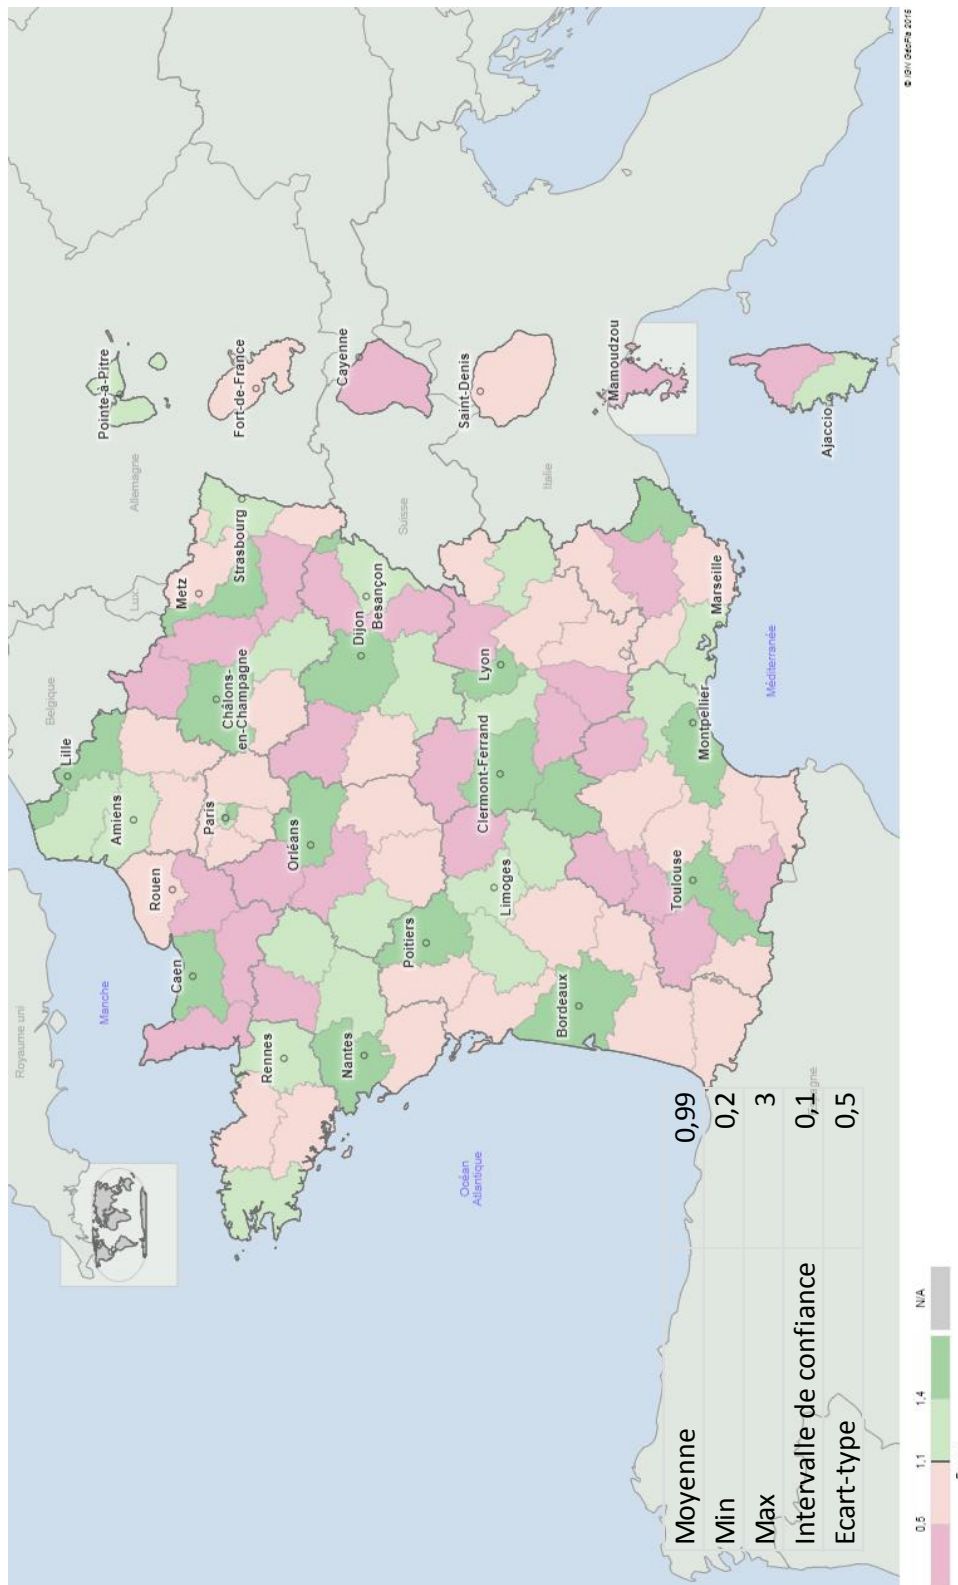 Royaume uni
Belgique
Lille
Manche
Amiens
Lux.
Allemagne
Pointe-à-Pitre
Rouen
Caen
Metz
Paris
Châlons-
en-Champagne
Strasbourg
Fort-de-France
Rennes
Orléans
Nantes
Dijon
Besançon
Suisse
Cayenne
Poitiers
Océan
Atlantique
Clermont-Ferrand
Lyon
Saint-Denis
Limoges
Italie
Bordeaux
Mamoudzou
Toulouse
Montpellier
Marseille
Méditerranée
Ajaccio
Moyenne 0,99
Min 0,2
Max 3
Intervalle de confiance 0,1
Ecart-type 0,5
© IGN GéoFla 2016
1,1 1,4 N/A